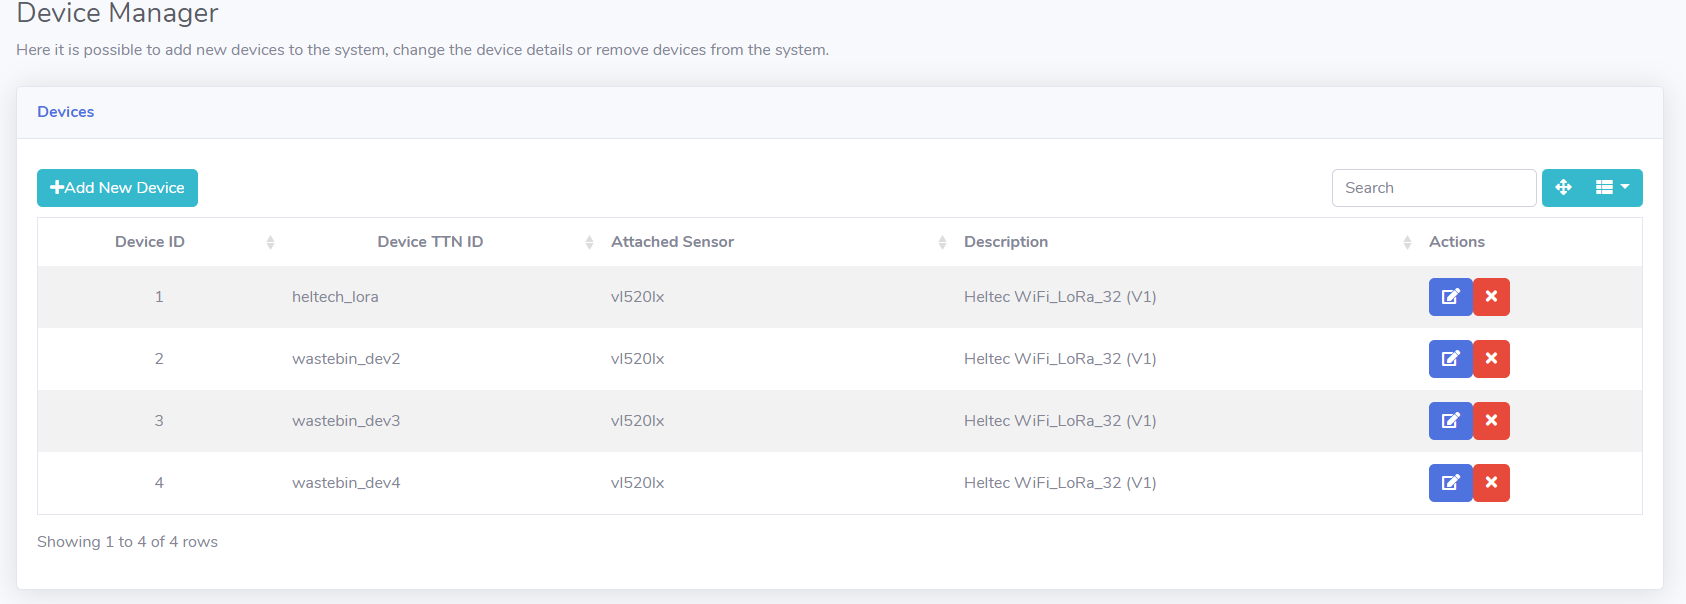 Device Manager
Here it is possible to add new devices to the system, change the device details or remove devices from the system.
Devices
Add New Device
Search
Device ID Device TTN ID Attached Sensor Description Actions
1 heltech_lora vl520lx Heltec WiFi_LoRa_32 (V1)
2 wastebin_dev2 vl520lx Heltec WiFi_LoRa_32 (V1)
3 wastebin_dev3 vl520lx Heltec WiFi_LoRa_32 (V1)
4 wastebin_dev4 vl520lx Heltec WiFi_LoRa_32 (V1)
Showing 1 to 4 of 4 rows